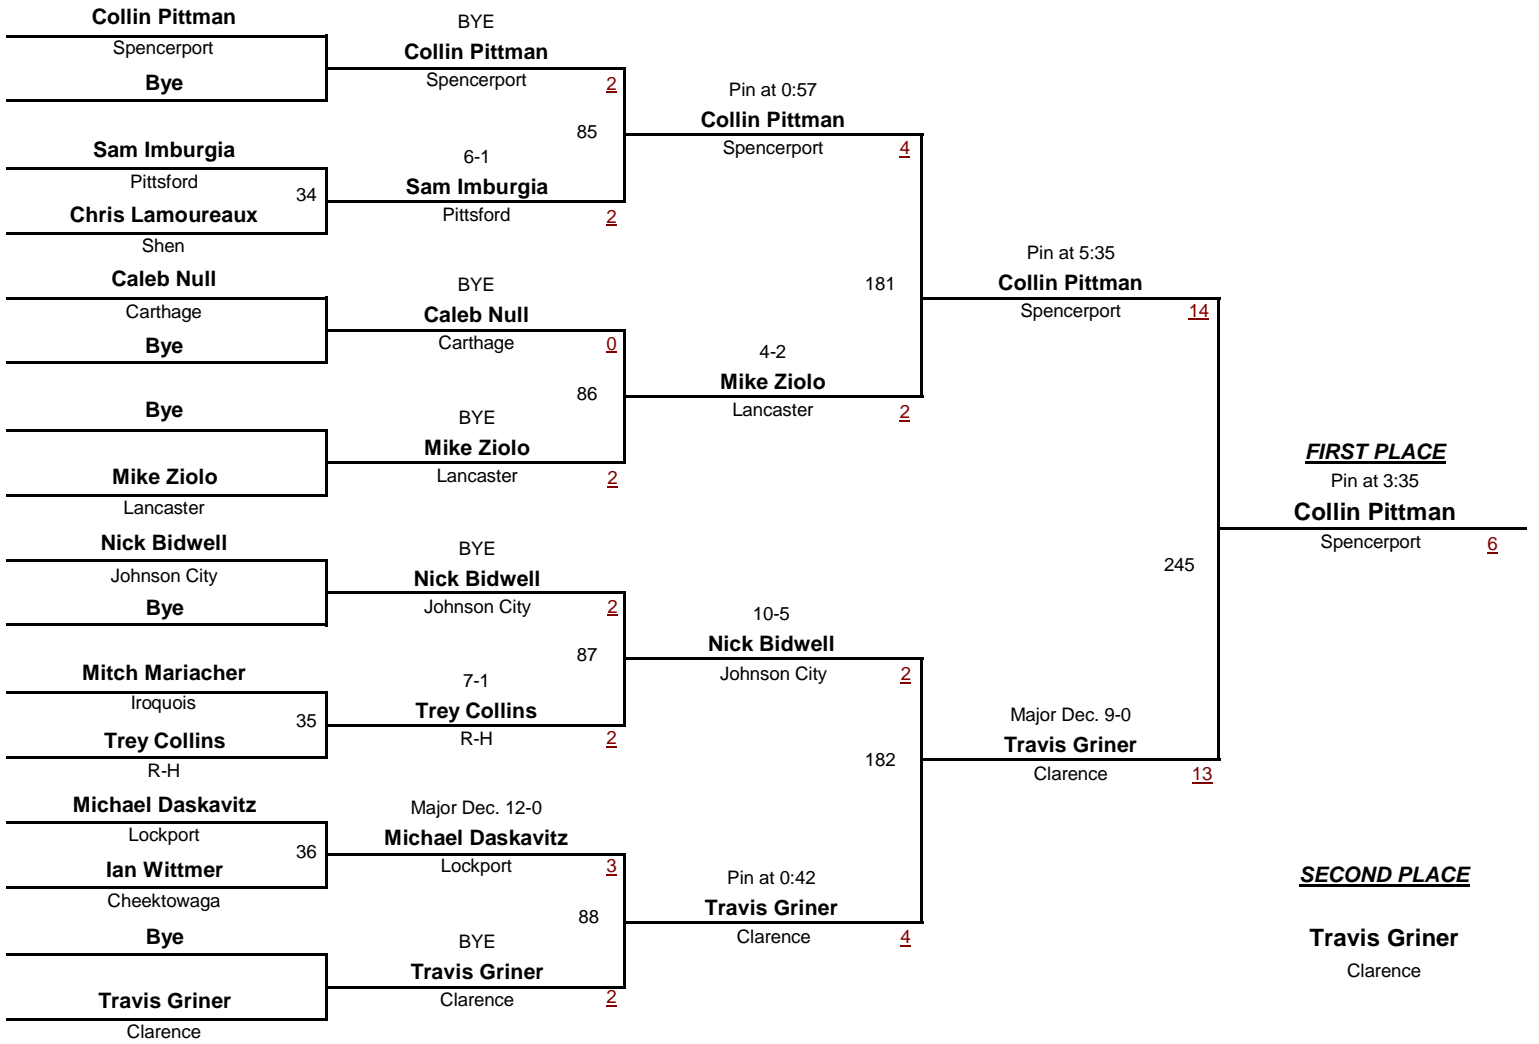 Collin Pittman
Spencerport
Bye
Sam Imburgia
Pittsford
34
Chris Lamoureaux
Shen
Caleb Null
Carthage
Bye
Bye
Mike Ziolo
Lancaster
Nick Bidwell
Johnson City
Bye
Mitch Mariacher
Iroquois
35
Trey Collins
R-H
Michael Daskavitz
Lockport
36
Ian Wittmer
Cheektowaga
Bye
Travis Griner
Clarence
BYE
Collin Pittman
Spencerport 2
85
6-1
Sam Imburgia
Pittsford 2
BYE
Caleb Null
Carthage 0
86
BYE
Mike Ziolo
Lancaster 2
BYE
Nick Bidwell
Johnson City 2
87
7-1
Trey Collins
R-H 2
Major Dec. 12-0
Michael Daskavitz
Lockport 3
88
BYE
Travis Griner
Clarence 2
Pin at 0:57
Collin Pittman
Spencerport 4
181
4-2
Mike Ziolo
Lancaster 2
10-5
Nick Bidwell
Johnson City 2
182
Pin at 0:42
Travis Griner
Clarence 4
Pin at 5:35
Collin Pittman
Spencerport 14
245
Major Dec. 9-0
Travis Griner
Clarence 13
FIRST PLACE
Pin at 3:35
Collin Pittman
Spencerport 6
SECOND PLACE
Travis Griner
Clarence